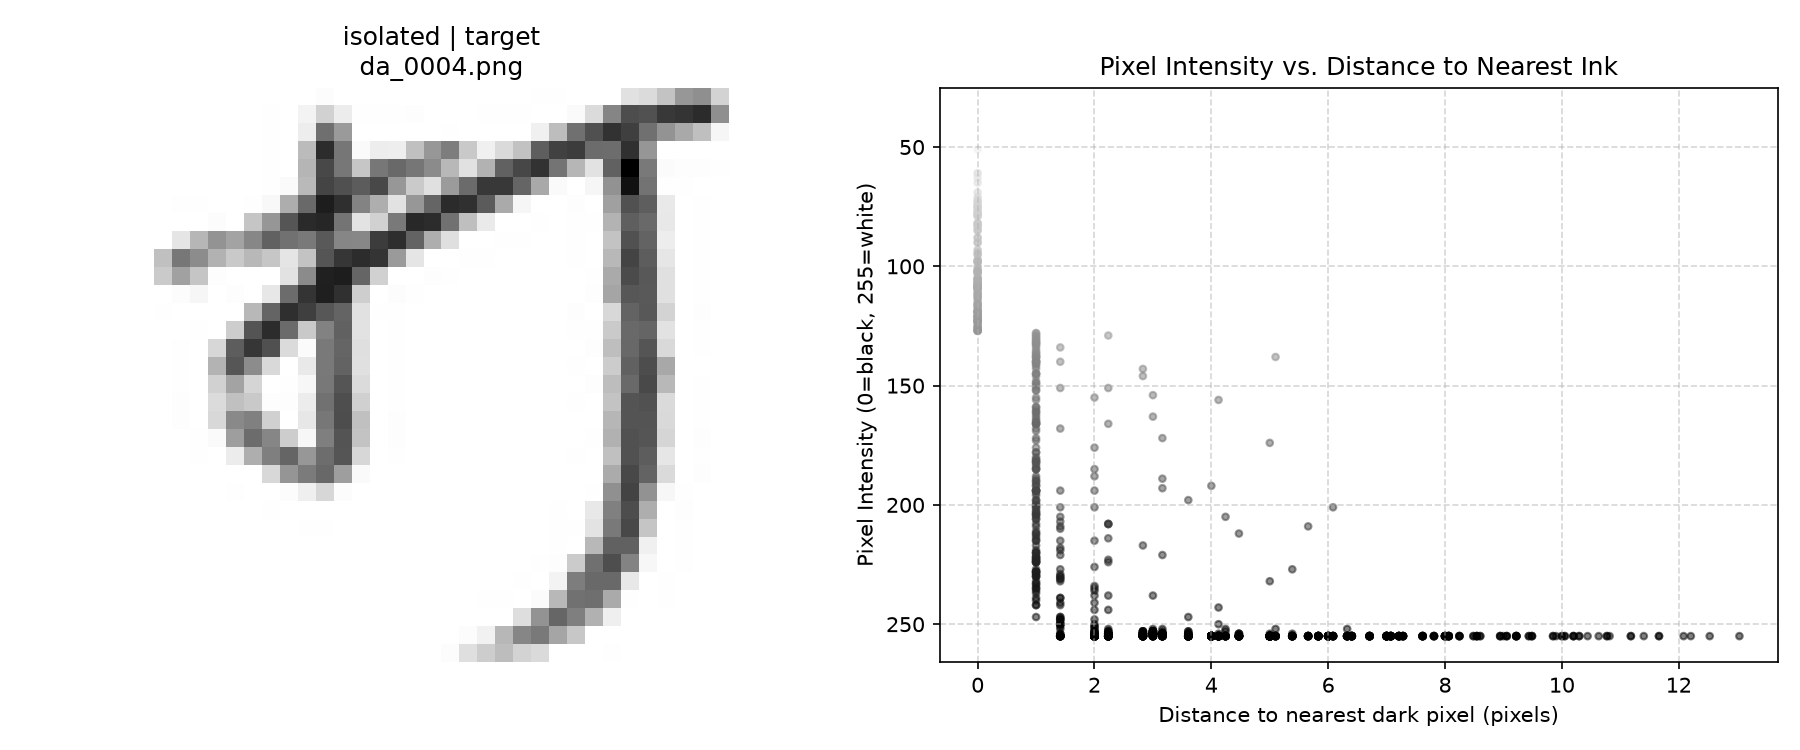 isolated | target
da_0004.png
Pixel Intensity vs. Distance to Nearest Ink
Pixel Intensity (0=black, 255=white)
50
100
150
200
250
0 2 4 6 8 10 12
Distance to nearest dark pixel (pixels)